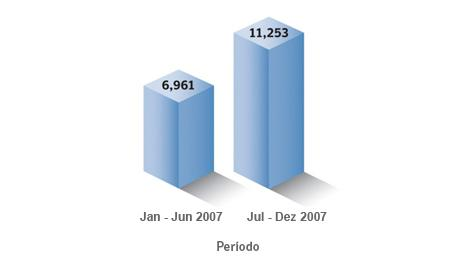 11,253
6,961
Jan - Jun 2007
Jul - Dez 2007
Período